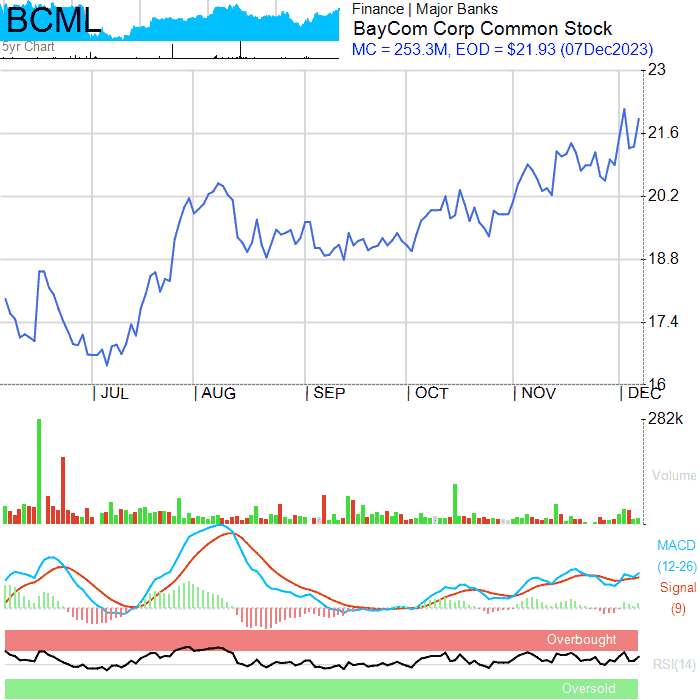 BCML
5yr Chart
Finance | Major Banks
BayCom Corp Common Stock
MC = 253.3M, EOD = $21.93 (07Dec2023)
23
21.6
20.2
18.8
17.4
16
JUL AUG SEP OCT NOV DEC
282k
Volume
MACD
(12-26)
Signal
(9)
Overbought
RSI(14)
Oversold